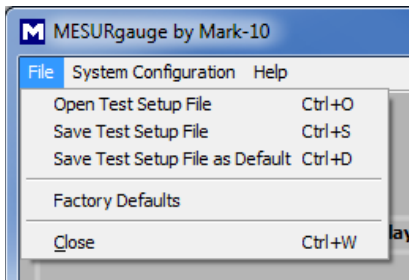 M MESURgauge by Mark-10
File System Configuration Help
Open Test Setup File Ctrl+O
Save Test Setup File Ctrl+S
Save Test Setup File as Default Ctrl+D
Factory Defaults
Close Ctrl+W
lay